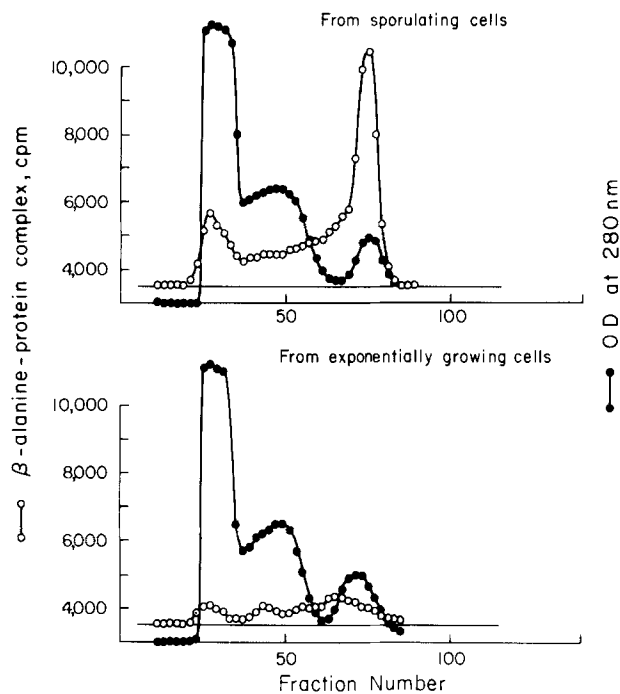 From sporulating cells
10,000
8,000
6,000
4,000
50
100
From exponentially growing cells
10,000
8,000
6,000
4,000
50
100
Fraction Number
β-alanine-protein complex, cpm
OD at 280nm